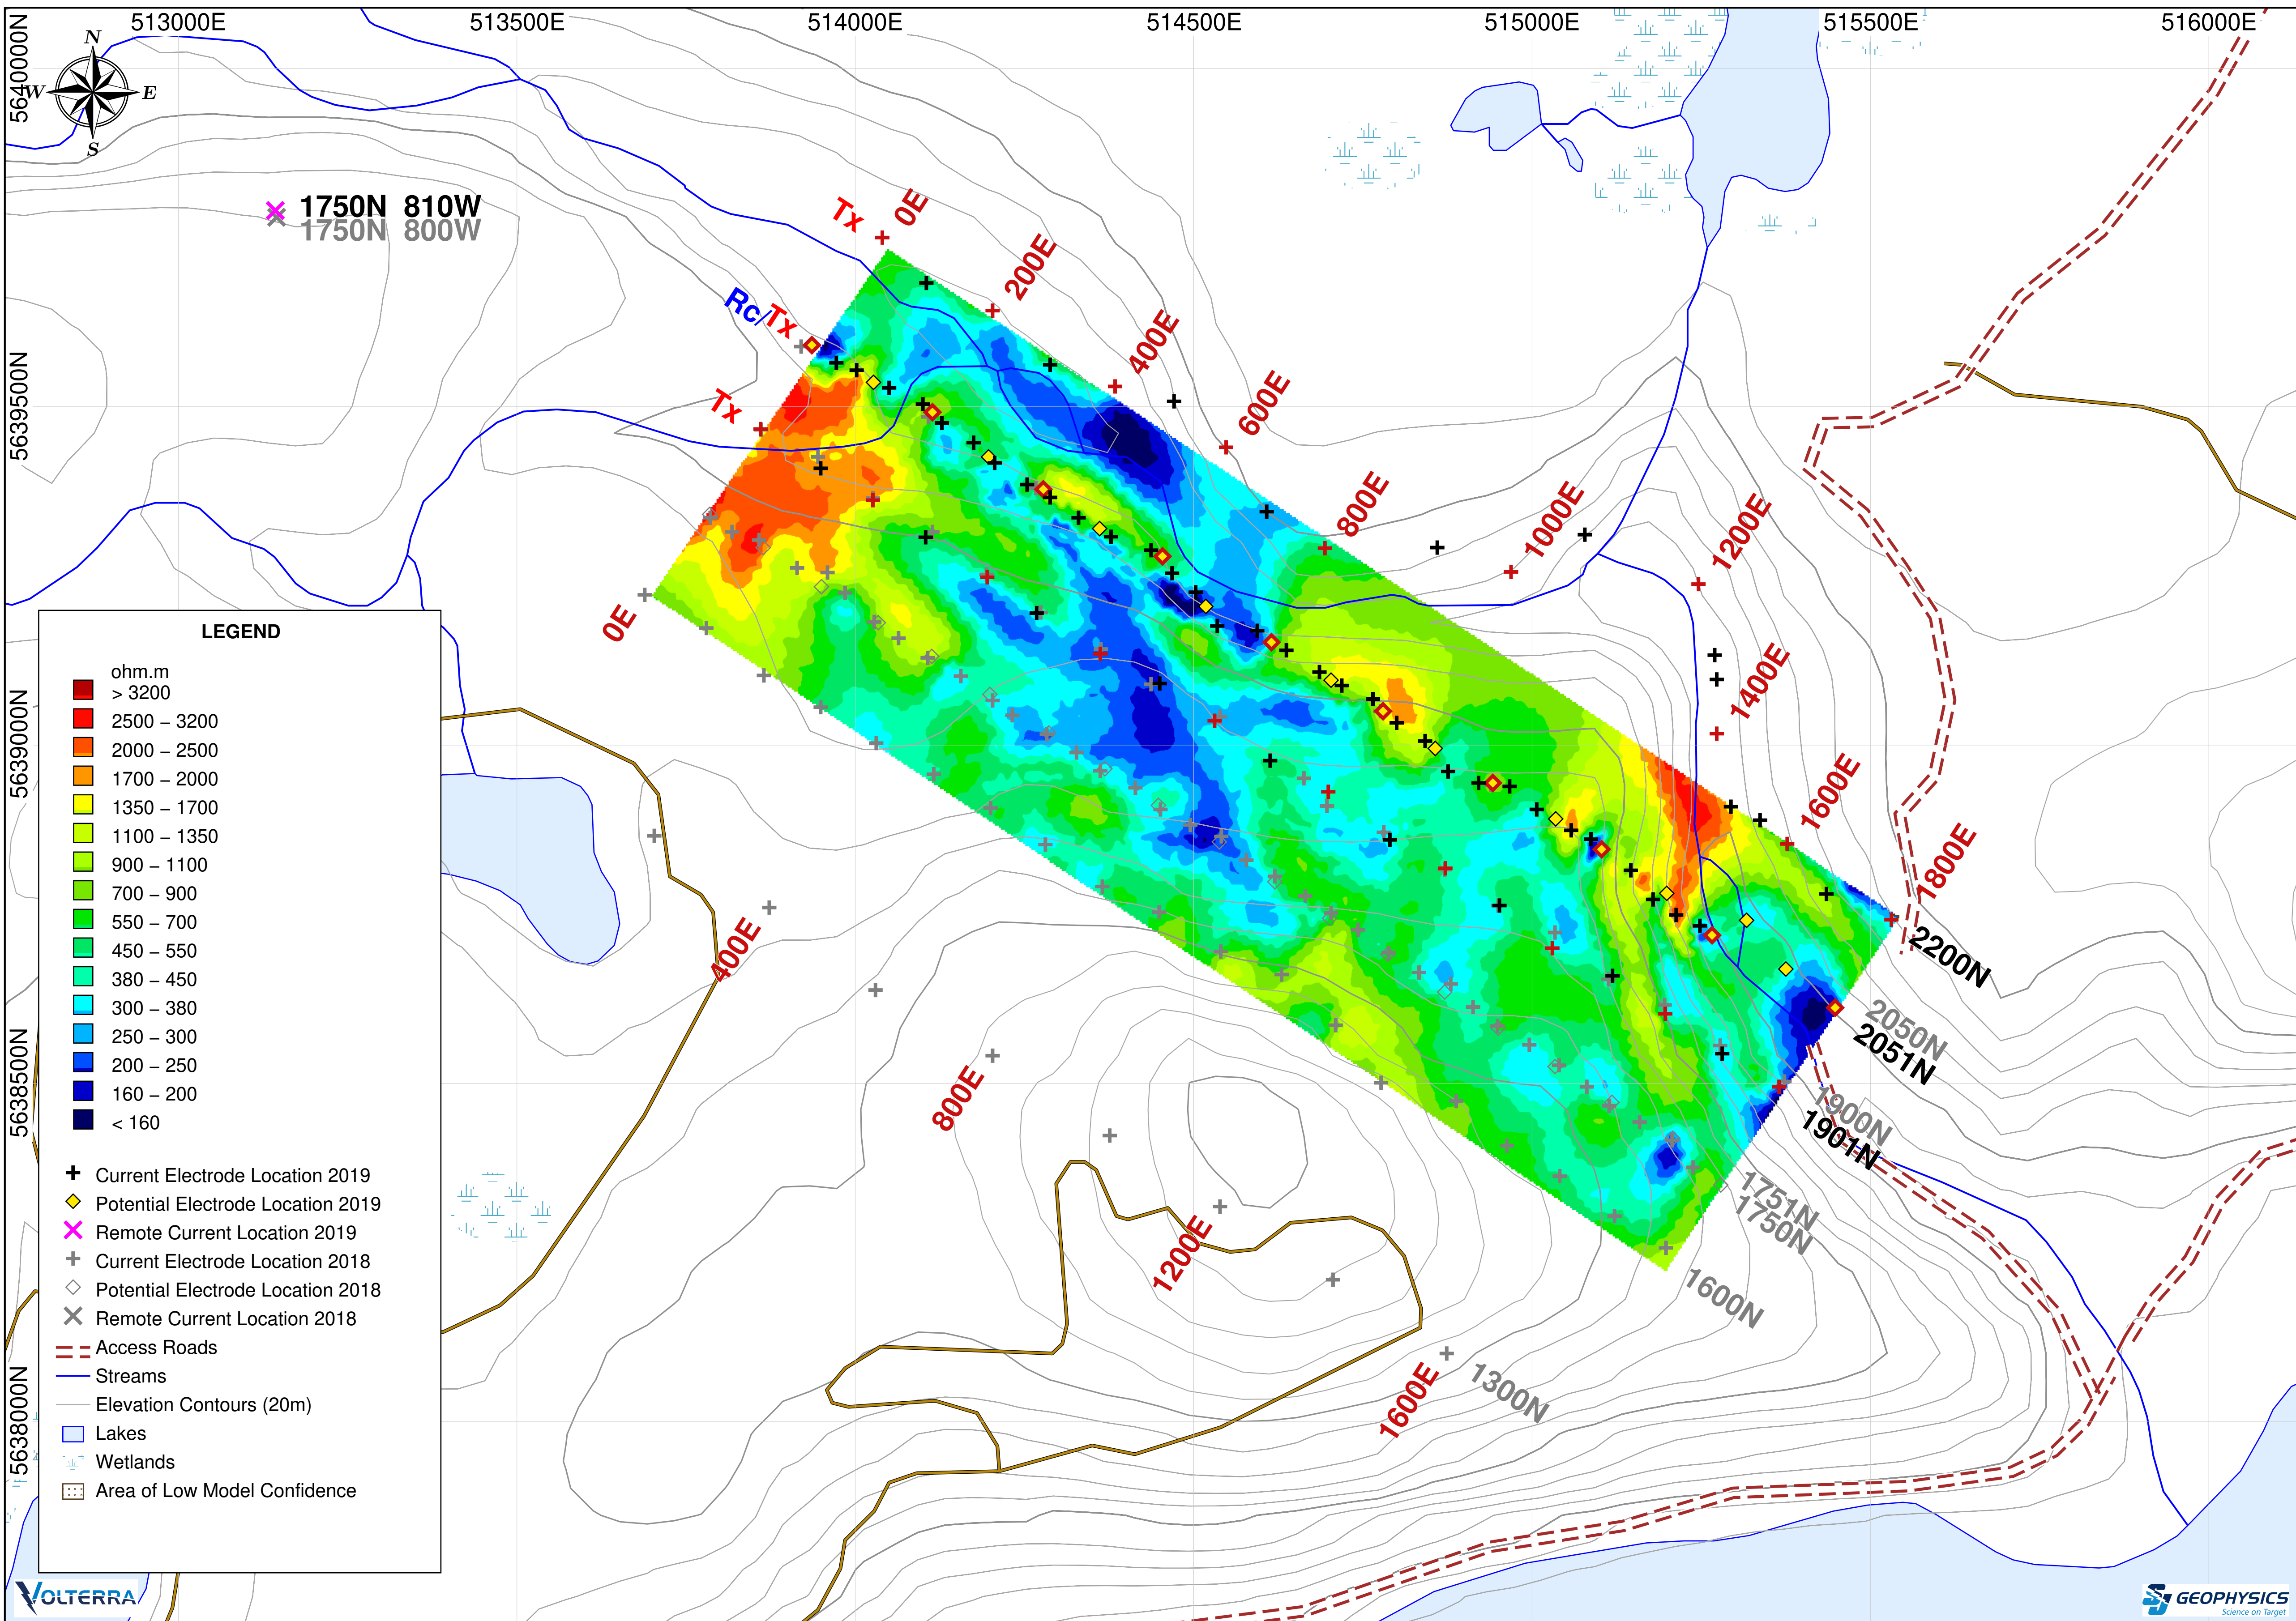 513000E 513500E 514000E 514500E 515000E 515500E 516000E
5640000N
5639500N
5639000N
5638500N
5638000N
N
W E
S
1750N 810W
1750N 800W
Tx 0E
200E
Rc/Tx
400E
Tx
600E
800E
1000E
1200E
1400E
1600E
1800E
0E
400E
800E
1200E
1600E
2200N
2050N
2051N
1900N
1901N
1751N
1750N
1600N
1300N
LEGEND
ohm.m
> 3200
2500 – 3200
2000 – 2500
1700 – 2000
1350 – 1700
1100 – 1350
900 – 1100
700 – 900
550 – 700
450 – 550
380 – 450
300 – 380
250 – 300
200 – 250
160 – 200
< 160
Current Electrode Location 2019
Potential Electrode Location 2019
Remote Current Location 2019
Current Electrode Location 2018
Potential Electrode Location 2018
Remote Current Location 2018
Access Roads
Streams
Elevation Contours (20m)
Lakes
Wetlands
Area of Low Model Confidence
VOLTERRA
SJ GEOPHYSICS
Science on Target